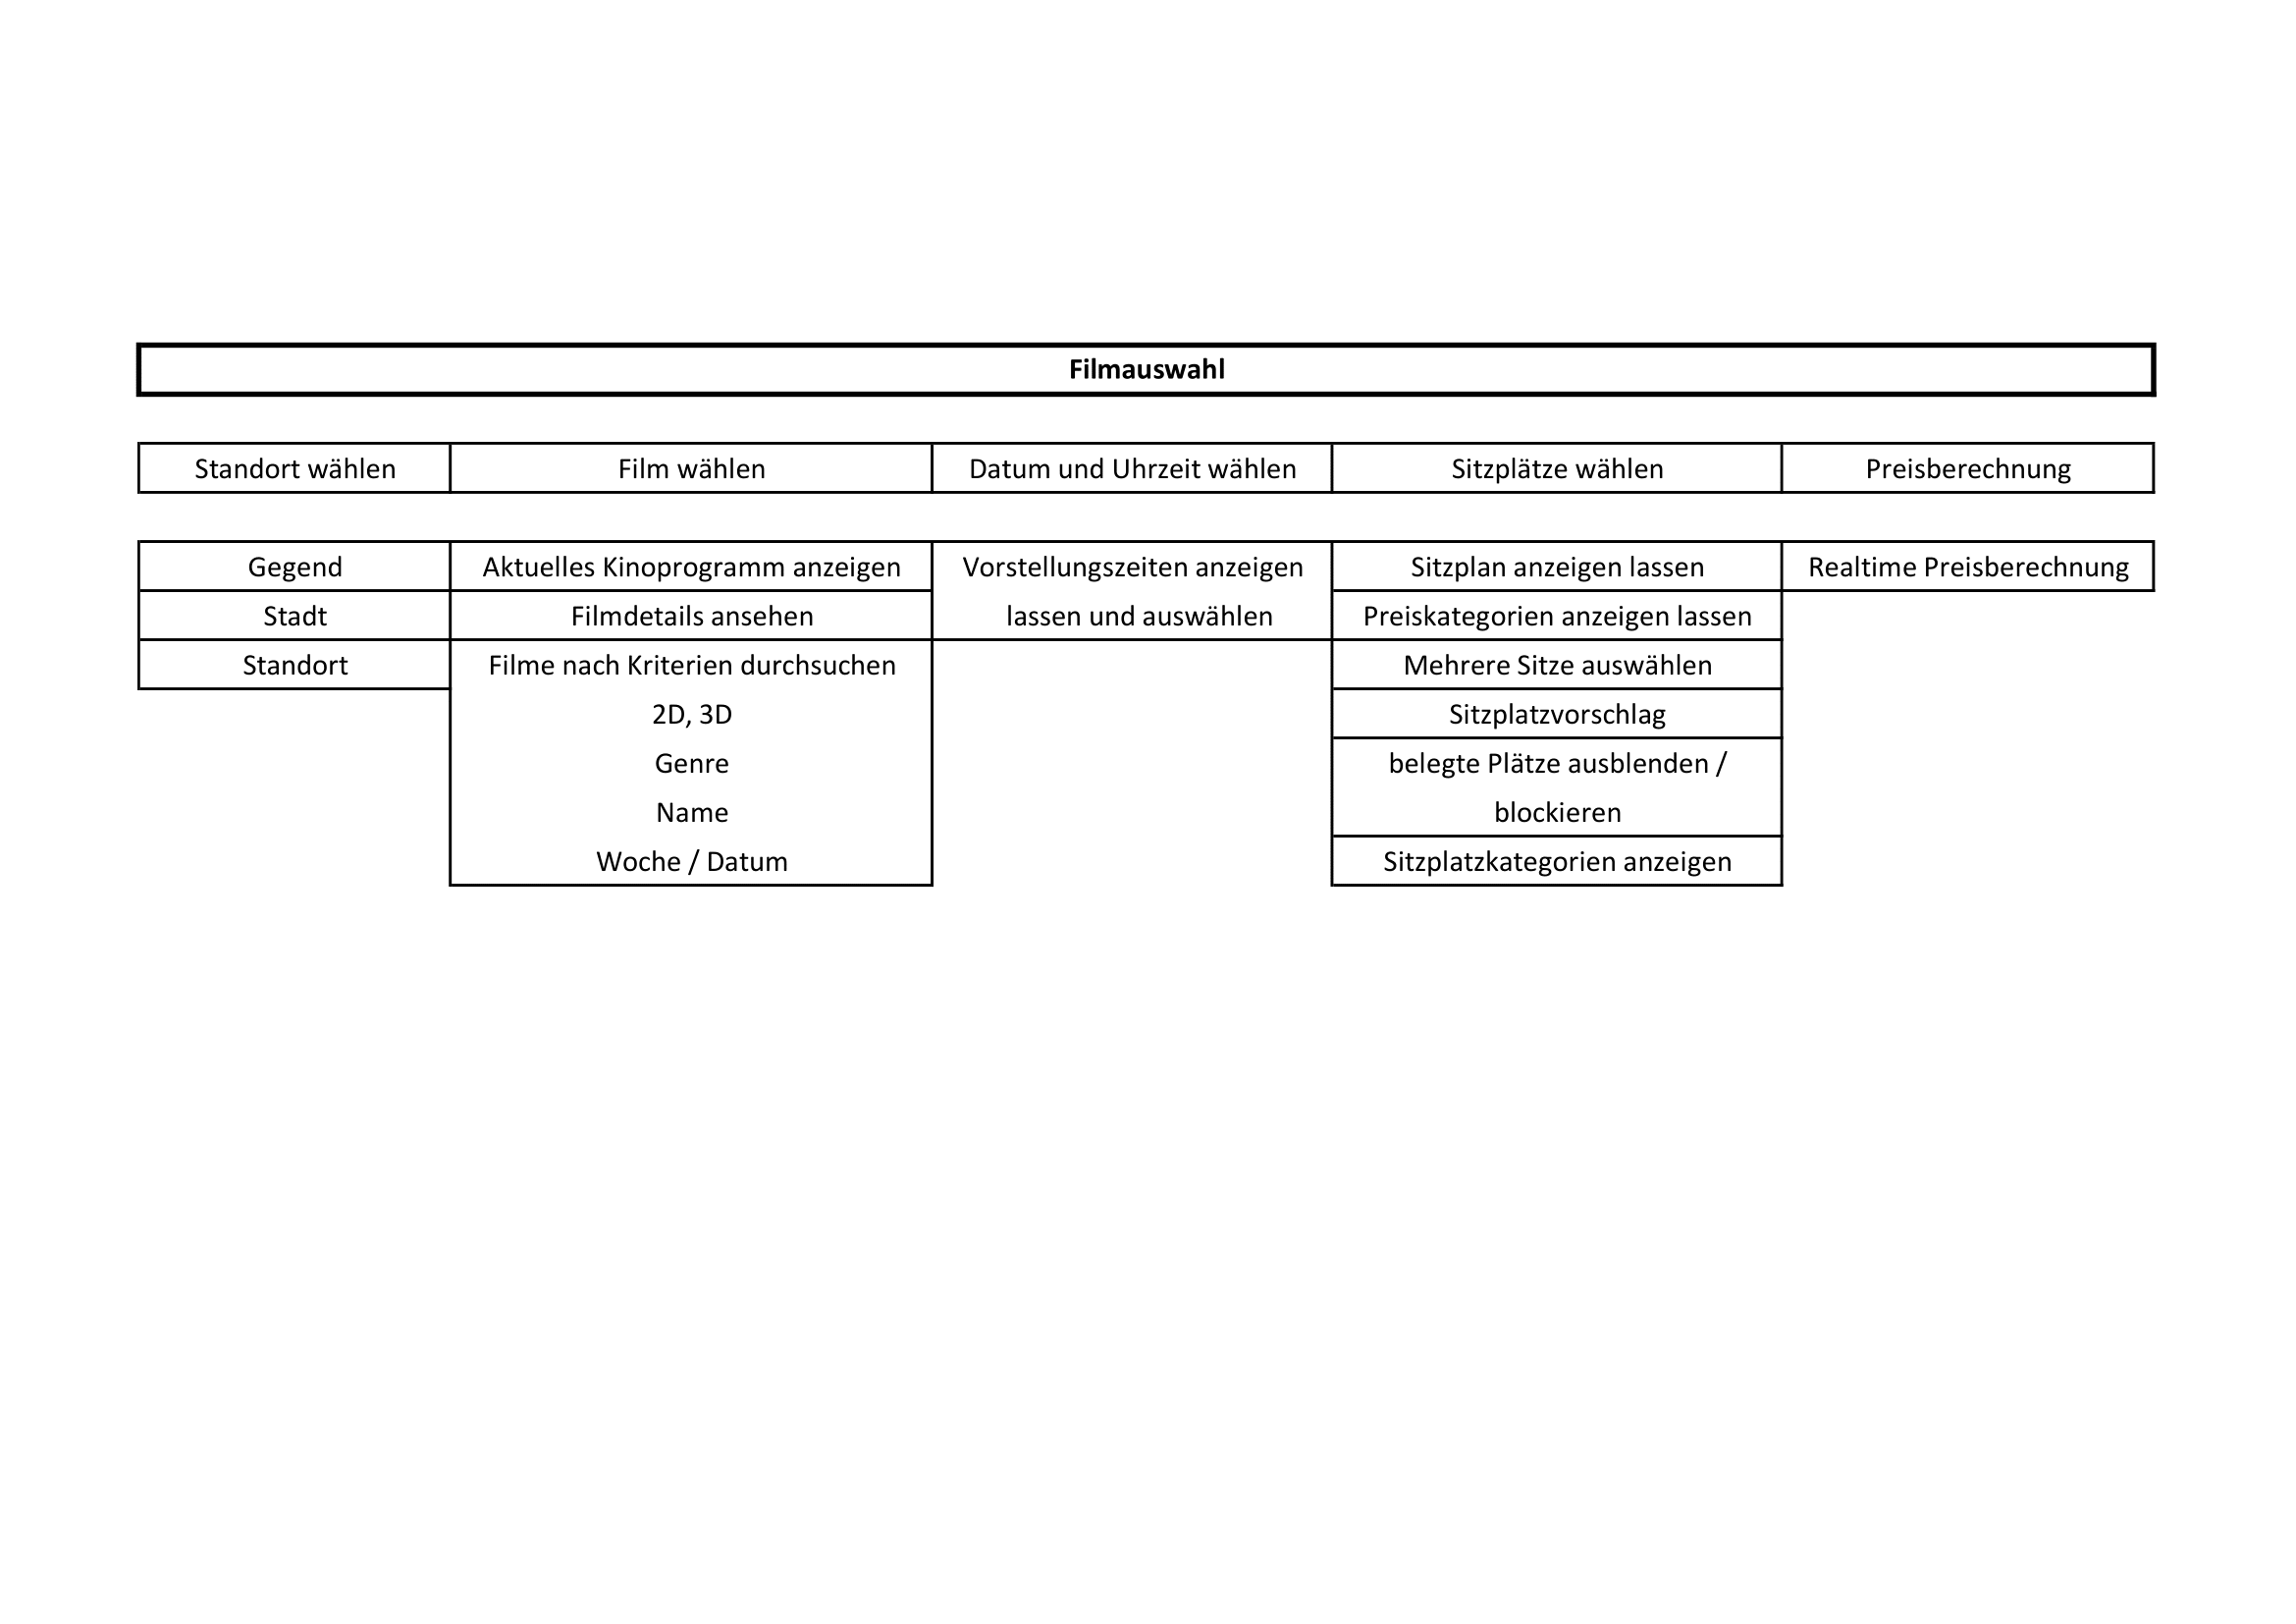 Filmauswahl
Standort wählen Film wählen Datum und Uhrzeit wählen Sitzplätze wählen Preisberechnung
Gegend Aktuelles Kinoprogramm anzeigen Vorstellungszeiten anzeigen Sitzplan anzeigen lassen Realtime Preisberechnung
Stadt Filmdetails ansehen lassen und auswählen Preiskategorien anzeigen lassen
Standort Filme nach Kriterien durchsuchen Mehrere Sitze auswählen
2D, 3D Sitzplatzvorschlag
Genre belegte Plätze ausblenden /
Name blockieren
Woche / Datum Sitzplatzkategorien anzeigen